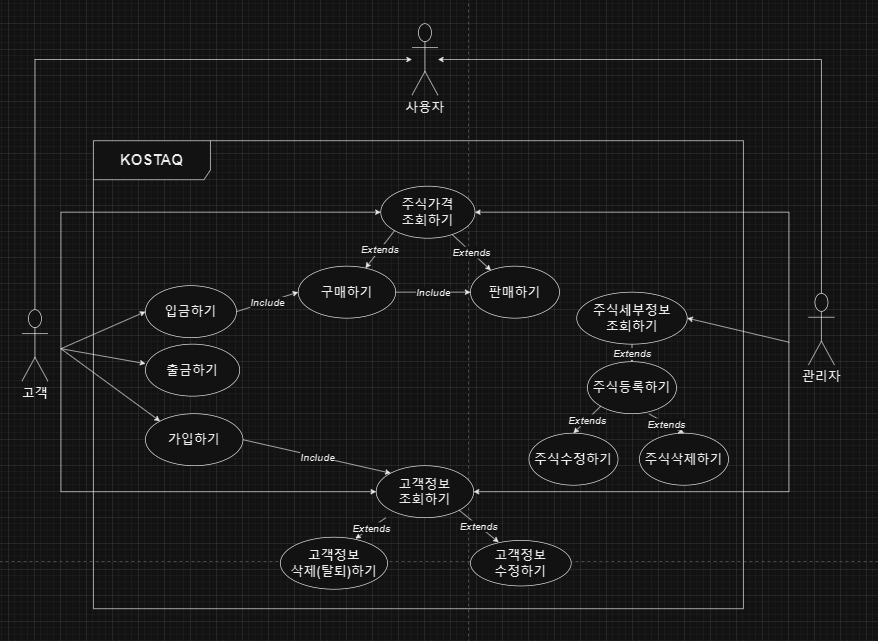 사용자
KOSTAQ
주식가격
조회하기
Extends
Extends
구매하기
Include
판매하기
입금하기
Include
주식세부정보
조회하기
Extends
출금하기
고객
관리자
주식등록하기
Extends
Extends
가입하기
Include
주식수정하기
주식삭제하기
고객정보
조회하기
Extends
Extends
고객정보
삭제(탈퇴)하기
고객정보
수정하기